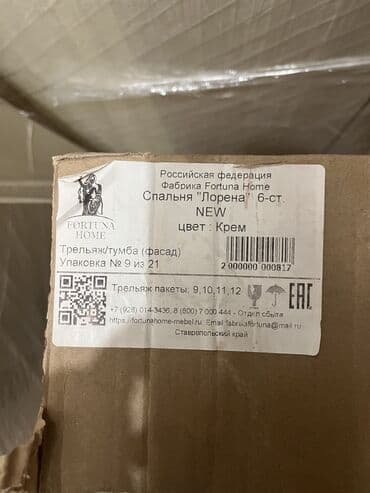 Российская федерация
Фабрика Fortuna Home
Спальня "Лорена" 6-ст.
NEW
цвет : Крем
FORTUNA
HOME
Трельяж/тумба (фасад)
Упаковка № 9 из 21
2 000000 000817
Трельяж пакеты: 9,10,11,12
EAC
+7 (928) 014-3436, 8 (800) 7 000 444 - Отдел сбыта
https://fortunahome-mebel.ru Email:fabrikafortuna@mail.ru
Ставропольский край